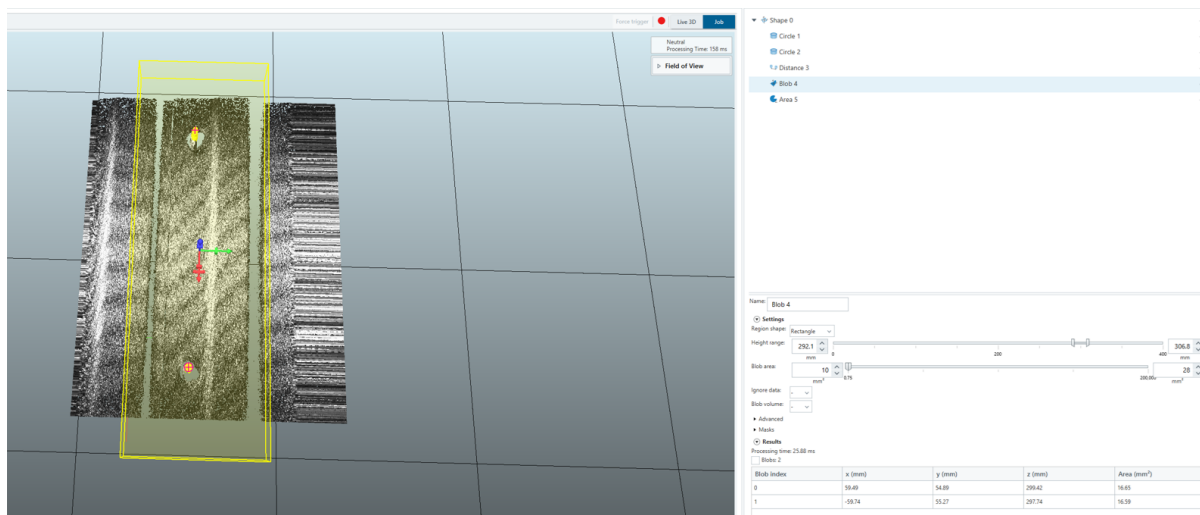 Force trigger
Live 3D
Job
Neutral
Processing Time: 158 ms
Field of View
Shape 0
Circle 1
Circle 2
Distance 3
Blob 4
Area 5
Name: Blob 4
Settings
Region shape: Rectangle
Height range: 292.1 306.8
mm 0 200 400 mm
Blob area: 10 28
mm² 0.75 mm²
Ignore data: -
Blob volume: -
Advanced
Masks
Results
Processing time: 25.88 ms
Blobs: 2
Blob index x (mm) y (mm) z (mm) Area (mm²)
0 59.49 54.89 299.42 16.65
1 -59.74 55.27 297.74 16.59